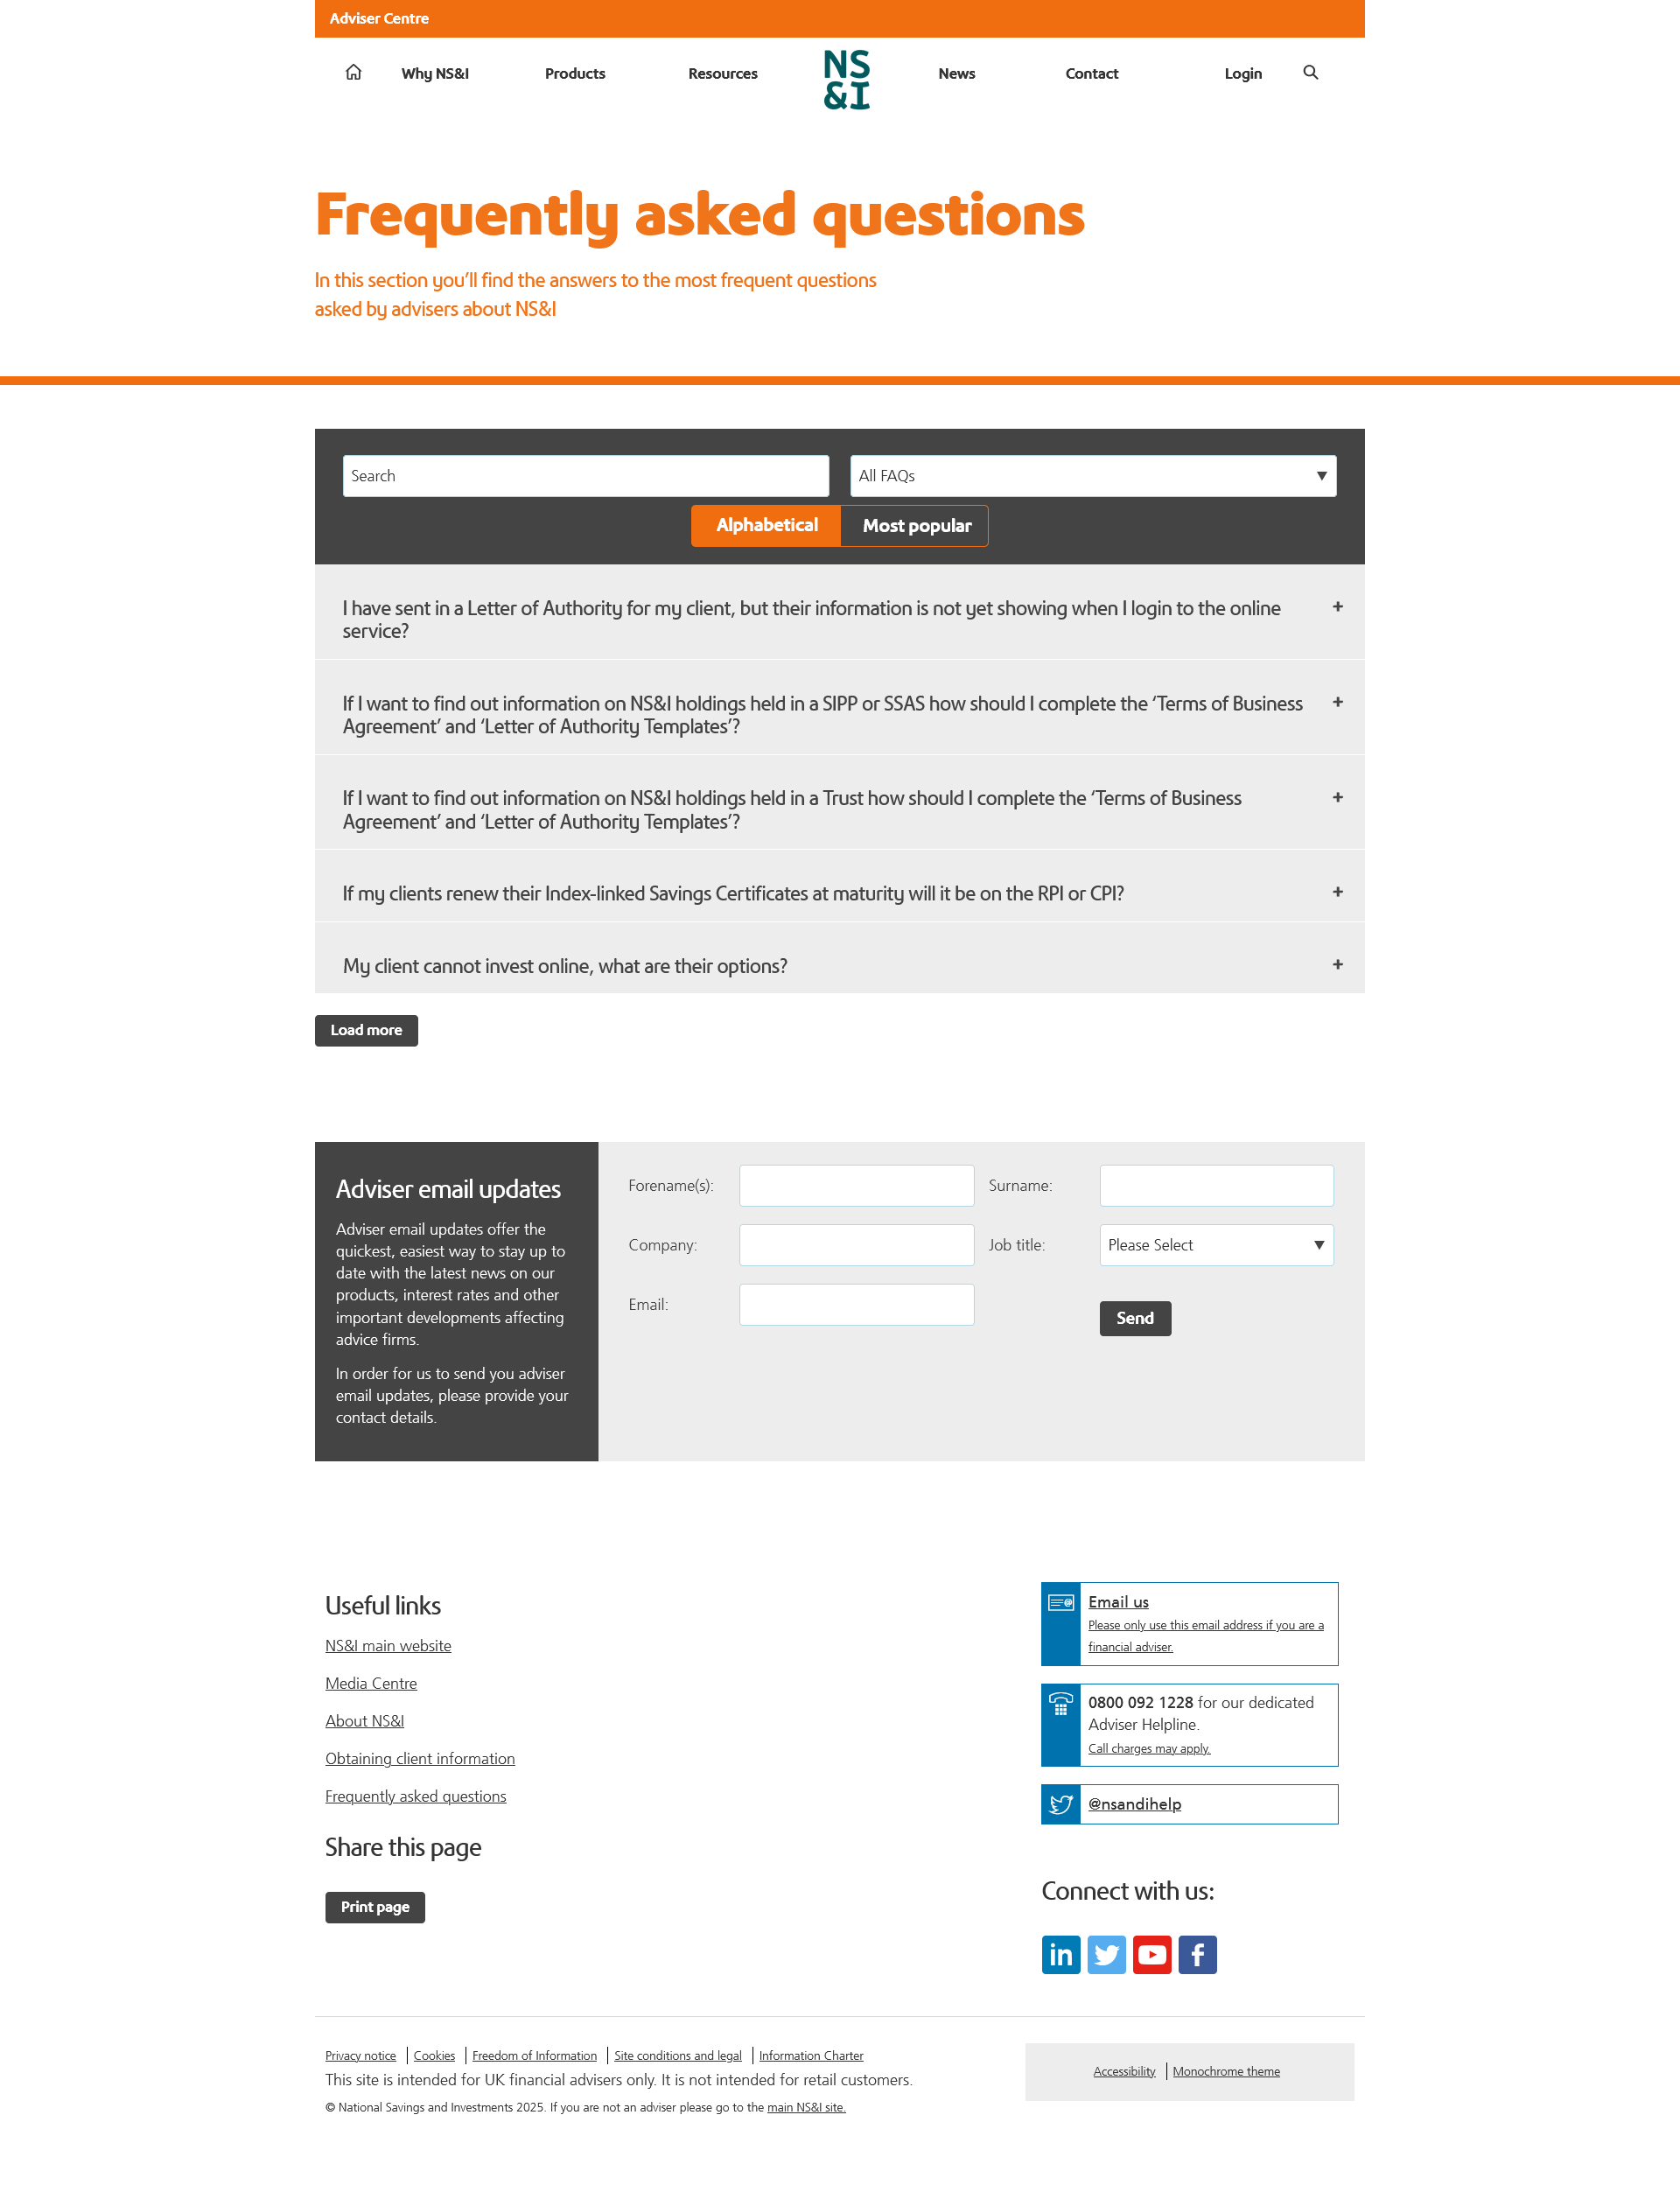 Adviser Centre
Why NS&I
Products
Resources
NS
&I
News
Contact
Login
Frequently asked questions
In this section you’ll find the answers to the most frequent questions
asked by advisers about NS&I
Search
All FAQs
Alphabetical
Most popular
I have sent in a Letter of Authority for my client, but their information is not yet showing when I login to the online
service?
+
If I want to find out information on NS&I holdings held in a SIPP or SSAS how should I complete the ‘Terms of Business
Agreement’ and ‘Letter of Authority Templates’?
+
If I want to find out information on NS&I holdings held in a Trust how should I complete the ‘Terms of Business
Agreement’ and ‘Letter of Authority Templates’?
+
If my clients renew their Index-linked Savings Certificates at maturity will it be on the RPI or CPI?
+
My client cannot invest online, what are their options?
+
Load more
Adviser email updates
Adviser email updates offer the
quickest, easiest way to stay up to
date with the latest news on our
products, interest rates and other
important developments affecting
advice firms.
In order for us to send you adviser
email updates, please provide your
contact details.
Forename(s):
Surname:
Company:
Job title:
Please Select
Email:
Send
Useful links
NS&I main website
Media Centre
About NS&I
Obtaining client information
Frequently asked questions
Share this page
Print page
Email us
Please only use this email address if you are a
financial adviser.
0800 092 1228 for our dedicated
Adviser Helpline.
Call charges may apply.
@nsandihelp
Connect with us:
in
f
Privacy notice
Cookies
Freedom of Information
Site conditions and legal
Information Charter
This site is intended for UK financial advisers only. It is not intended for retail customers.
© National Savings and Investments 2025. If you are not an adviser please go to the main NS&I site.
Accessibility
Monochrome theme